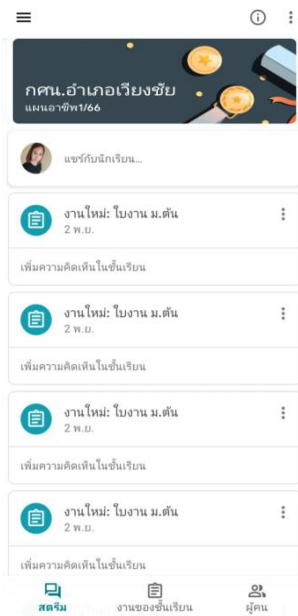 กศน.อำเภอเวียงชัย
แผนอาชีพ1/66
แชร์กับนักเรียน...
งานใหม่: ใบงาน ม.ต้น
2 พ.ย.
เพิ่มความคิดเห็นในชั้นเรียน
งานใหม่: ใบงาน ม.ต้น
2 พ.ย.
เพิ่มความคิดเห็นในชั้นเรียน
งานใหม่: ใบงาน ม.ต้น
2 พ.ย.
เพิ่มความคิดเห็นในชั้นเรียน
งานใหม่: ใบงาน ม.ต้น
2 พ.ย.
เพิ่มความคิดเห็นในชั้นเรียน
สตรีม งานของชั้นเรียน ผู้คน